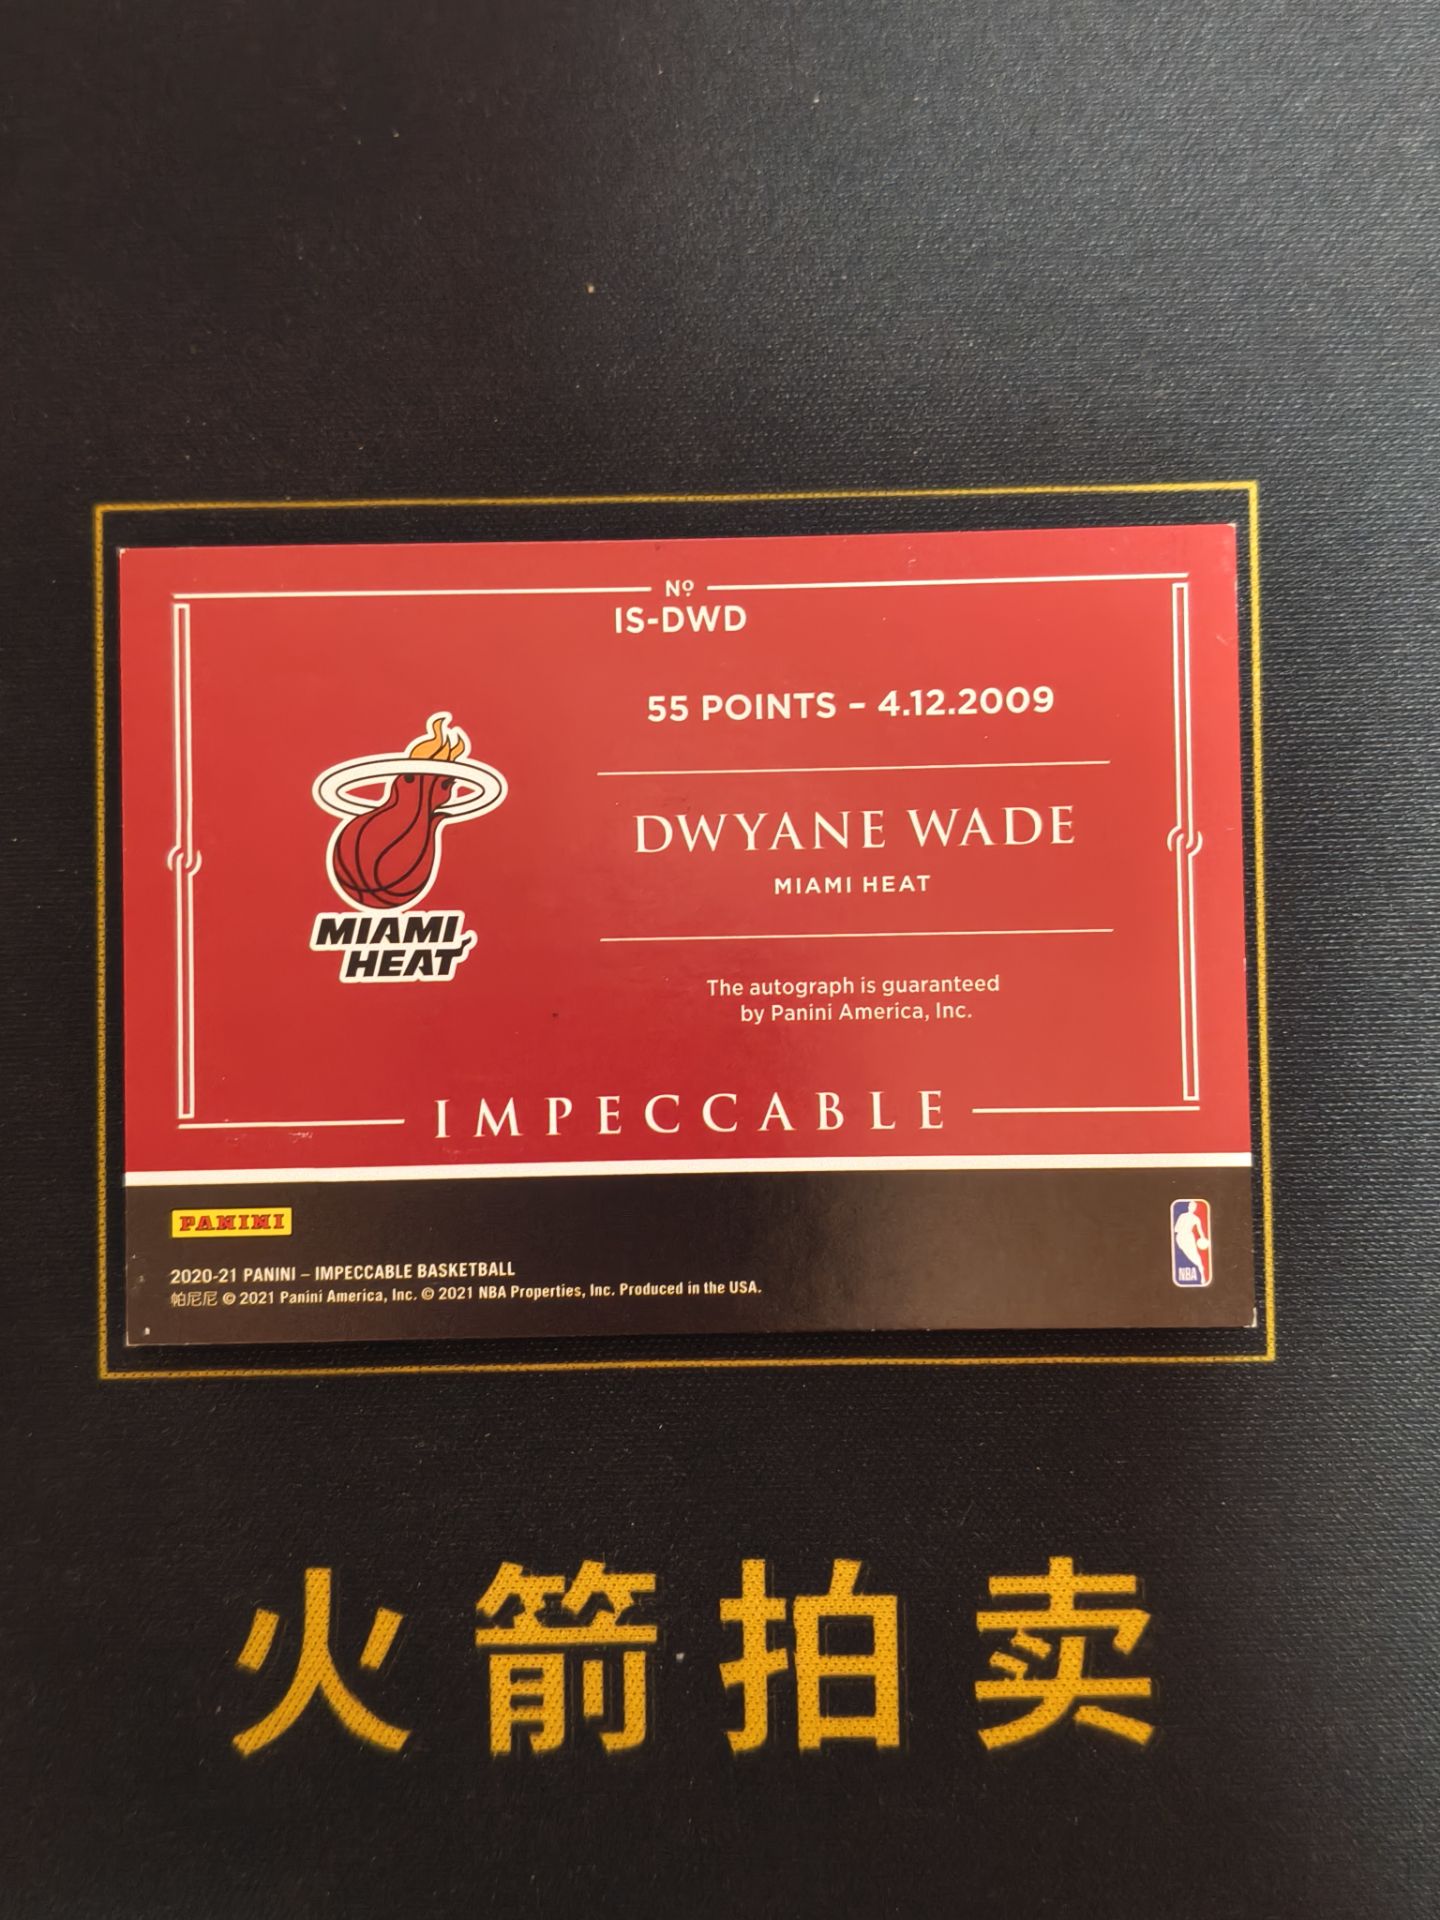 Nº
IS-DWD
55 POINTS – 4.12.2009
DWYANE WADE
MIAMI HEAT
MIAMI
HEAT
The autograph is guaranteed
by Panini America, Inc.
IMPECCABLE
PANINI
NBA
2020-21 PANINI – IMPECCABLE BASKETBALL
帕尼尼 © 2021 Panini America, Inc. © 2021 NBA Properties, Inc. Produced in the USA.
火箭拍卖